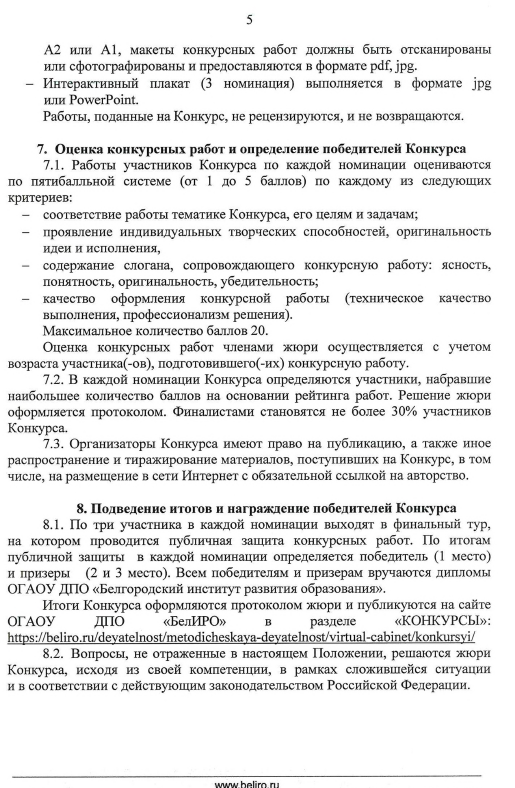 5
А2 или А1, макеты конкурсных работ должны быть отсканированы
или сфотографированы и предоставляются в формате pdf, jpg.
– Интерактивный плакат (3 номинация) выполняется в формате jpg
или PowerPoint.
Работы, поданные на Конкурс, не рецензируются, и не возвращаются.
7. Оценка конкурсных работ и определение победителей Конкурса
7.1. Работы участников Конкурса по каждой номинации оцениваются
по пятибалльной системе (от 1 до 5 баллов) по каждому из следующих
критериев:
– соответствие работы тематике Конкурса, его целям и задачам;
– проявление индивидуальных творческих способностей, оригинальность
идеи и исполнения,
– содержание слогана, сопровождающего конкурсную работу: ясность,
понятность, оригинальность, убедительность;
– качество оформления конкурсной работы (техническое качество
выполнения, профессионализм решения).
Максимальное количество баллов 20.
Оценка конкурсных работ членами жюри осуществляется с учетом
возраста участника(-ов), подготовившего(-их) конкурсную работу.
7.2. В каждой номинации Конкурса определяются участники, набравшие
наибольшее количество баллов на основании рейтинга работ. Решение жюри
оформляется протоколом. Финалистами становятся не более 30% участников
Конкурса.
7.3. Организаторы Конкурса имеют право на публикацию, а также иное
распространение и тиражирование материалов, поступивших на Конкурс, в том
числе, на размещение в сети Интернет с обязательной ссылкой на авторство.
8. Подведение итогов и награждение победителей Конкурса
8.1. По три участника в каждой номинации выходят в финальный тур,
на котором проводится публичная защита конкурсных работ. По итогам
публичной защиты в каждой номинации определяется победитель (1 место)
и призеры (2 и 3 место). Всем победителям и призерам вручаются дипломы
ОГАОУ ДПО «Белгородский институт развития образования».
Итоги Конкурса оформляются протоколом жюри и публикуются на сайте
ОГАОУ ДПО «БелИРО» в разделе «КОНКУРСЫ»:
https://beliro.ru/deyatelnost/metodicheskaya-deyatelnost/virtual-cabinet/konkursyi/
8.2. Вопросы, не отраженные в настоящем Положении, решаются жюри
Конкурса, исходя из своей компетенции, в рамках сложившейся ситуации
и в соответствии с действующим законодательством Российской Федерации.
www.beliro.ru